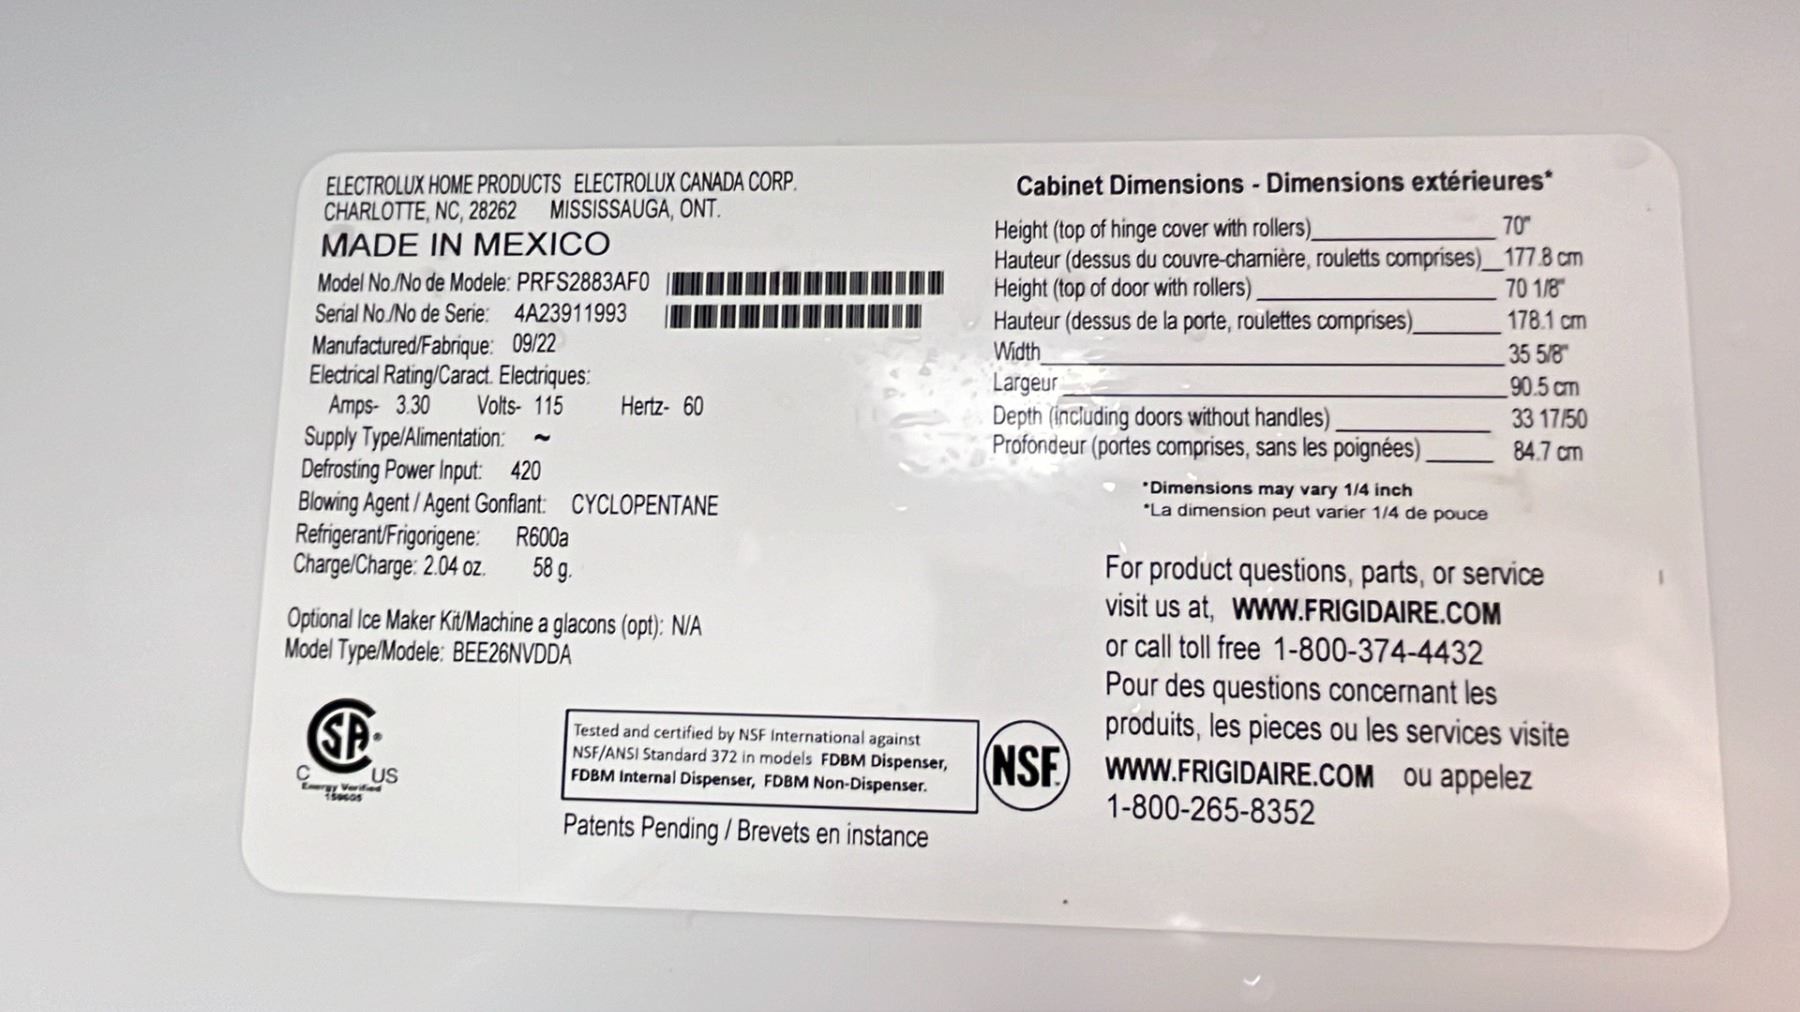 ELECTROLUX HOME PRODUCTS ELECTROLUX CANADA CORP.
CHARLOTTE, NC, 28262 MISSISSAUGA, ONT.
MADE IN MEXICO
Model No./No de Modele: PRFS2883AF0
Serial No./No de Serie: 4A23911993
Manufactured/Fabrique: 09/22
Electrical Rating/Caract. Electriques:
Amps- 3.30 Volts- 115 Hertz- 60
Supply Type/Alimentation: ~
Defrosting Power Input: 420
Blowing Agent / Agent Gonflant: CYCLOPENTANE
Refrigerant/Frigorigene: R600a
Charge/Charge: 2.04 oz. 58 g.
Optional Ice Maker Kit/Machine a glacons (opt): N/A
Model Type/Modele: BEE26NVDDA
SA
C US
Energy Verified
Tested and certified by NSF International against
NSF/ANSI Standard 372 in models FDBM Dispenser,
FDBM Internal Dispenser, FDBM Non-Dispenser.
NSF
Patents Pending / Brevets en instance
Cabinet Dimensions - Dimensions extérieures*
Height (top of hinge cover with rollers) 70"
Hauteur (dessus du couvre-charnière, rouletts comprises) 177.8 cm
Height (top of door with rollers) 70 1/8"
Hauteur (dessus de la porte, roulettes comprises) 178.1 cm
Width 35 5/8"
Largeur 90.5 cm
Depth (including doors without handles) 33 17/50
Profondeur (portes comprises, sans les poignées) 84.7 cm
*Dimensions may vary 1/4 inch
*La dimension peut varier 1/4 de pouce
For product questions, parts, or service
visit us at, WWW.FRIGIDAIRE.COM
or call toll free 1-800-374-4432
Pour des questions concernant les
produits, les pieces ou les services visite
WWW.FRIGIDAIRE.COM ou appelez
1-800-265-8352